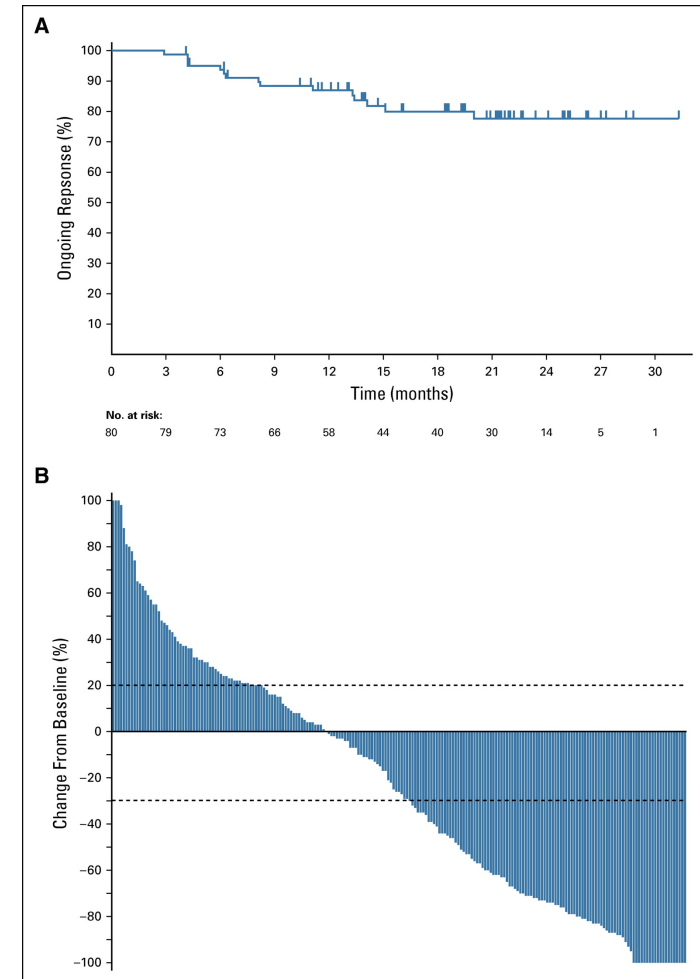 A
100
90
80
70
60
50
40
30
20
10
Ongoing Repsonse (%)
0 3 6 9 12 15 18 21 24 27 30
Time (months)
No. at risk:
80 79 73 66 58 44 40 30 14 5 1
B
100
80
60
40
20
0
–20
–40
–60
–80
–100
Change From Baseline (%)